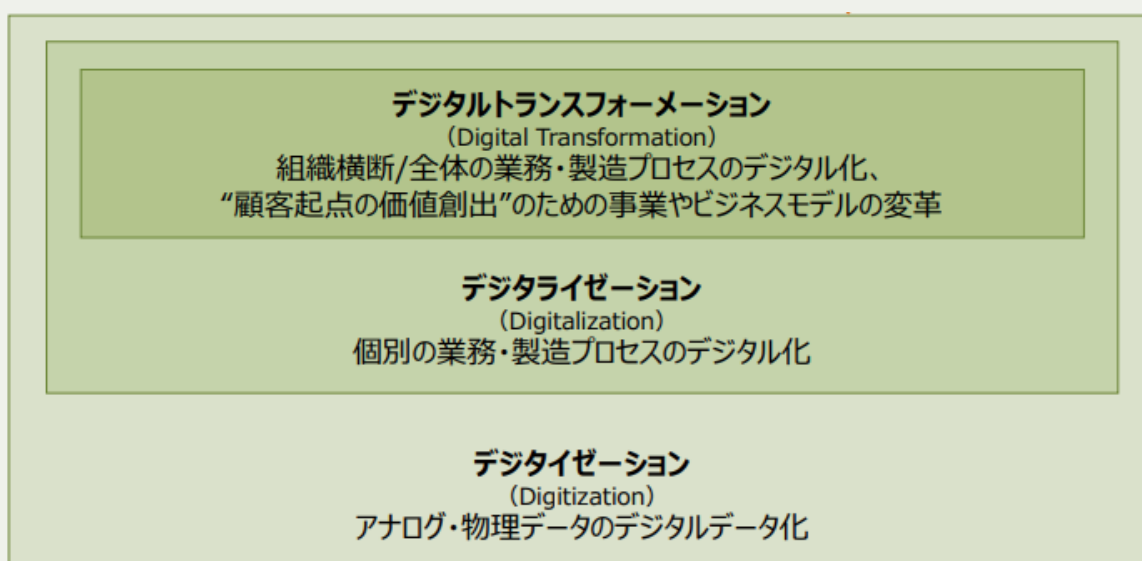 デジタルトランスフォーメーション
（Digital Transformation）
組織横断/全体の業務・製造プロセスのデジタル化、
“顧客起点の価値創出”のための事業やビジネスモデルの変革
デジタライゼーション
（Digitalization）
個別の業務・製造プロセスのデジタル化
デジタイゼーション
（Digitization）
アナログ・物理データのデジタルデータ化